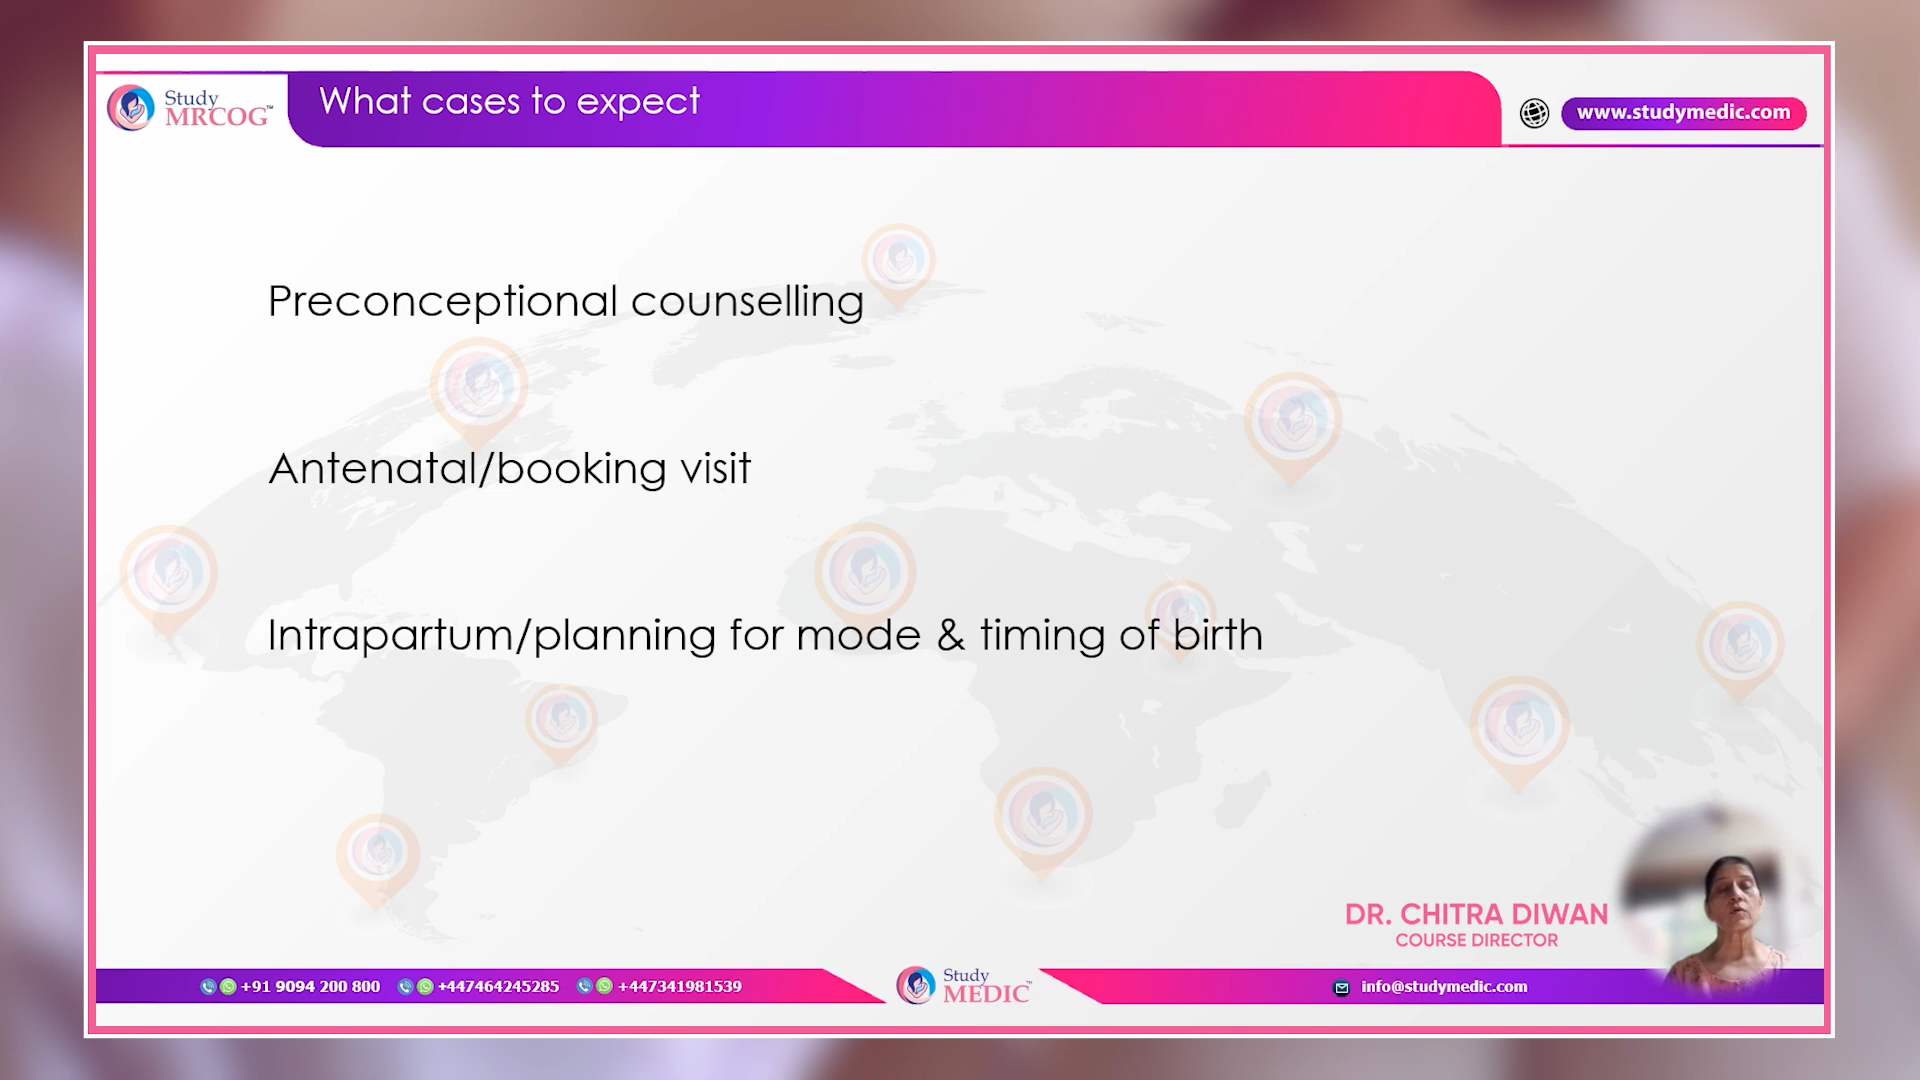 Study
MRCOG™
What cases to expect
www.studymedic.com
Preconceptional counselling
Antenatal/booking visit
Intrapartum/planning for mode & timing of birth
DR. CHITRA DIWAN
COURSE DIRECTOR
+91 9094 200 800 +447464245285 +447341981539
Study
MEDIC™
info@studymedic.com